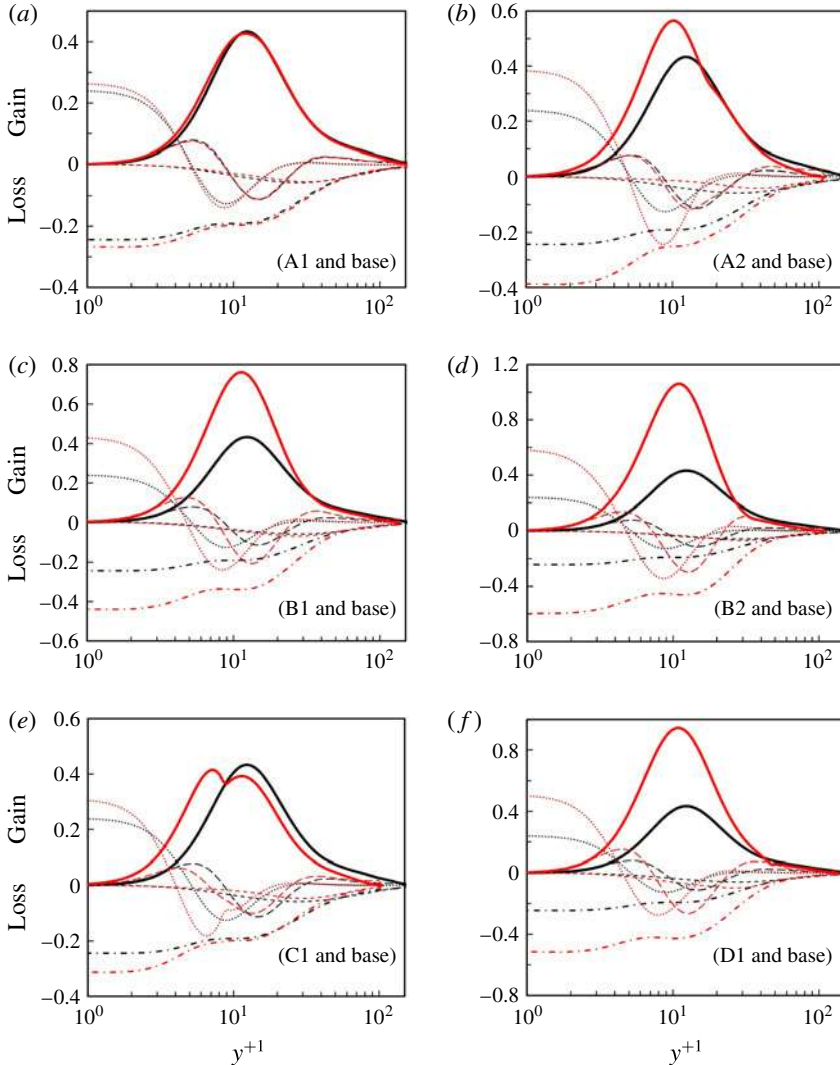 (a)
0.4
0.2
0
−0.2
−0.4
Gain
Loss
(A1 and base)
10^0
10^1
10^2
(b)
0.6
0.4
0.2
0
−0.2
0.4
(A2 and base)
10^0
10^1
10^2
(c)
0.8
0.6
0.4
0.2
0
−0.2
−0.4
−0.6
Gain
Loss
(B1 and base)
10^0
10^1
10^2
(d)
1.2
0.8
0.4
0
−0.4
−0.8
(B2 and base)
10^0
10^1
10^2
(e)
0.6
0.4
0.2
0
−0.2
−0.4
Gain
Loss
(C1 and base)
10^0
10^1
10^2
y^{+1}
(f)
0.8
0.4
0
−0.4
−0.8
(D1 and base)
10^0
10^1
10^2
y^{+1}